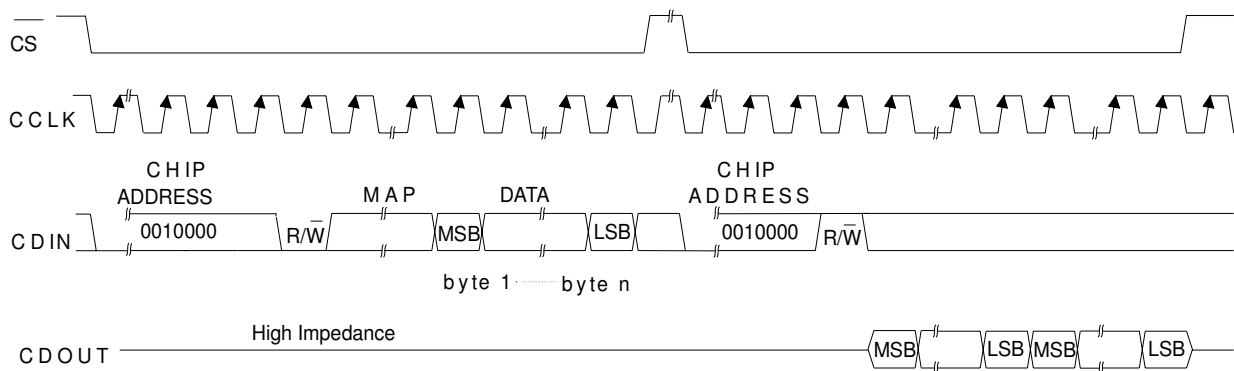 CS
CCLK
CHIP
ADDRESS
MAP
DATA
CHIP
ADDRESS
CDIN
0010000
R/W
MSB
LSB
0010000
R/W
byte 1 ........ byte n
High Impedance
CDOUT
MSB
LSB
MSB
LSB